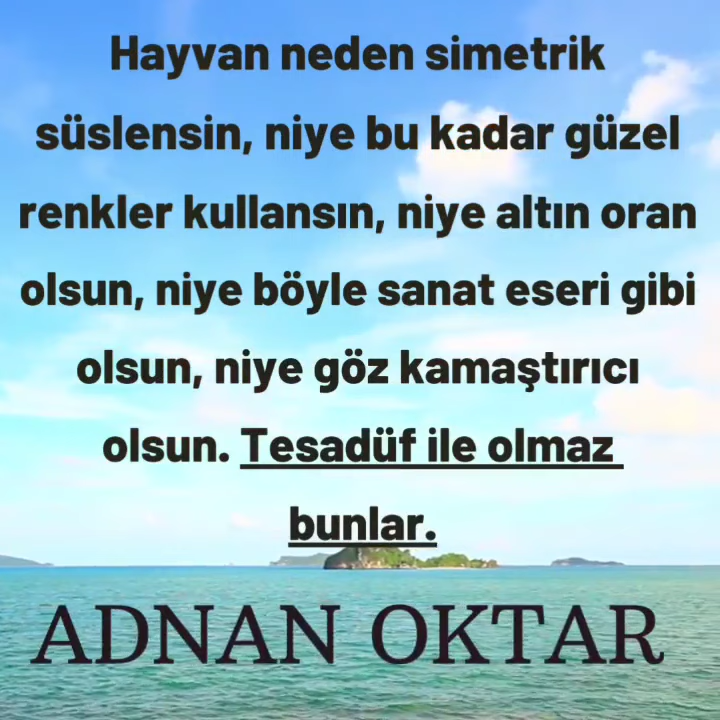 Hayvan neden simetrik
süslensin, niye bu kadar güzel
renkler kullansın, niye altın oran
olsun, niye böyle sanat eseri gibi
olsun, niye göz kamaştırıcı
olsun. Tesadüf ile olmaz
bunlar.
ADNAN OKTAR